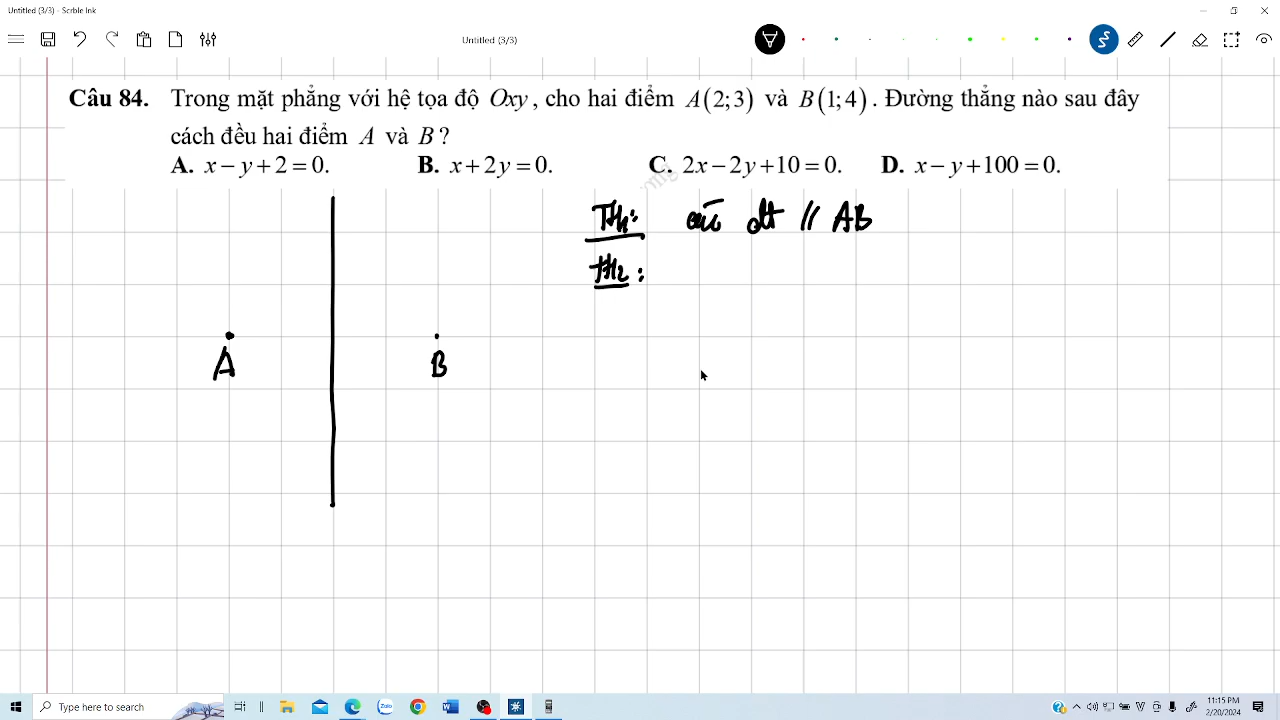 Untitled (3/3) - Scrble Ink
Untitled (3/3)
Câu 84. Trong mặt phẳng với hệ tọa độ Oxy, cho hai điểm A(2;3) và B(1;4). Đường thẳng nào sau đây
cách đều hai điểm A và B?
A. x − y + 2 = 0. B. x + 2y = 0. C. 2x − 2y + 10 = 0. D. x − y + 100 = 0.
TH1: các đt // AB
TH2:
A B
Type here to search
11:15 PM
2/20/2024